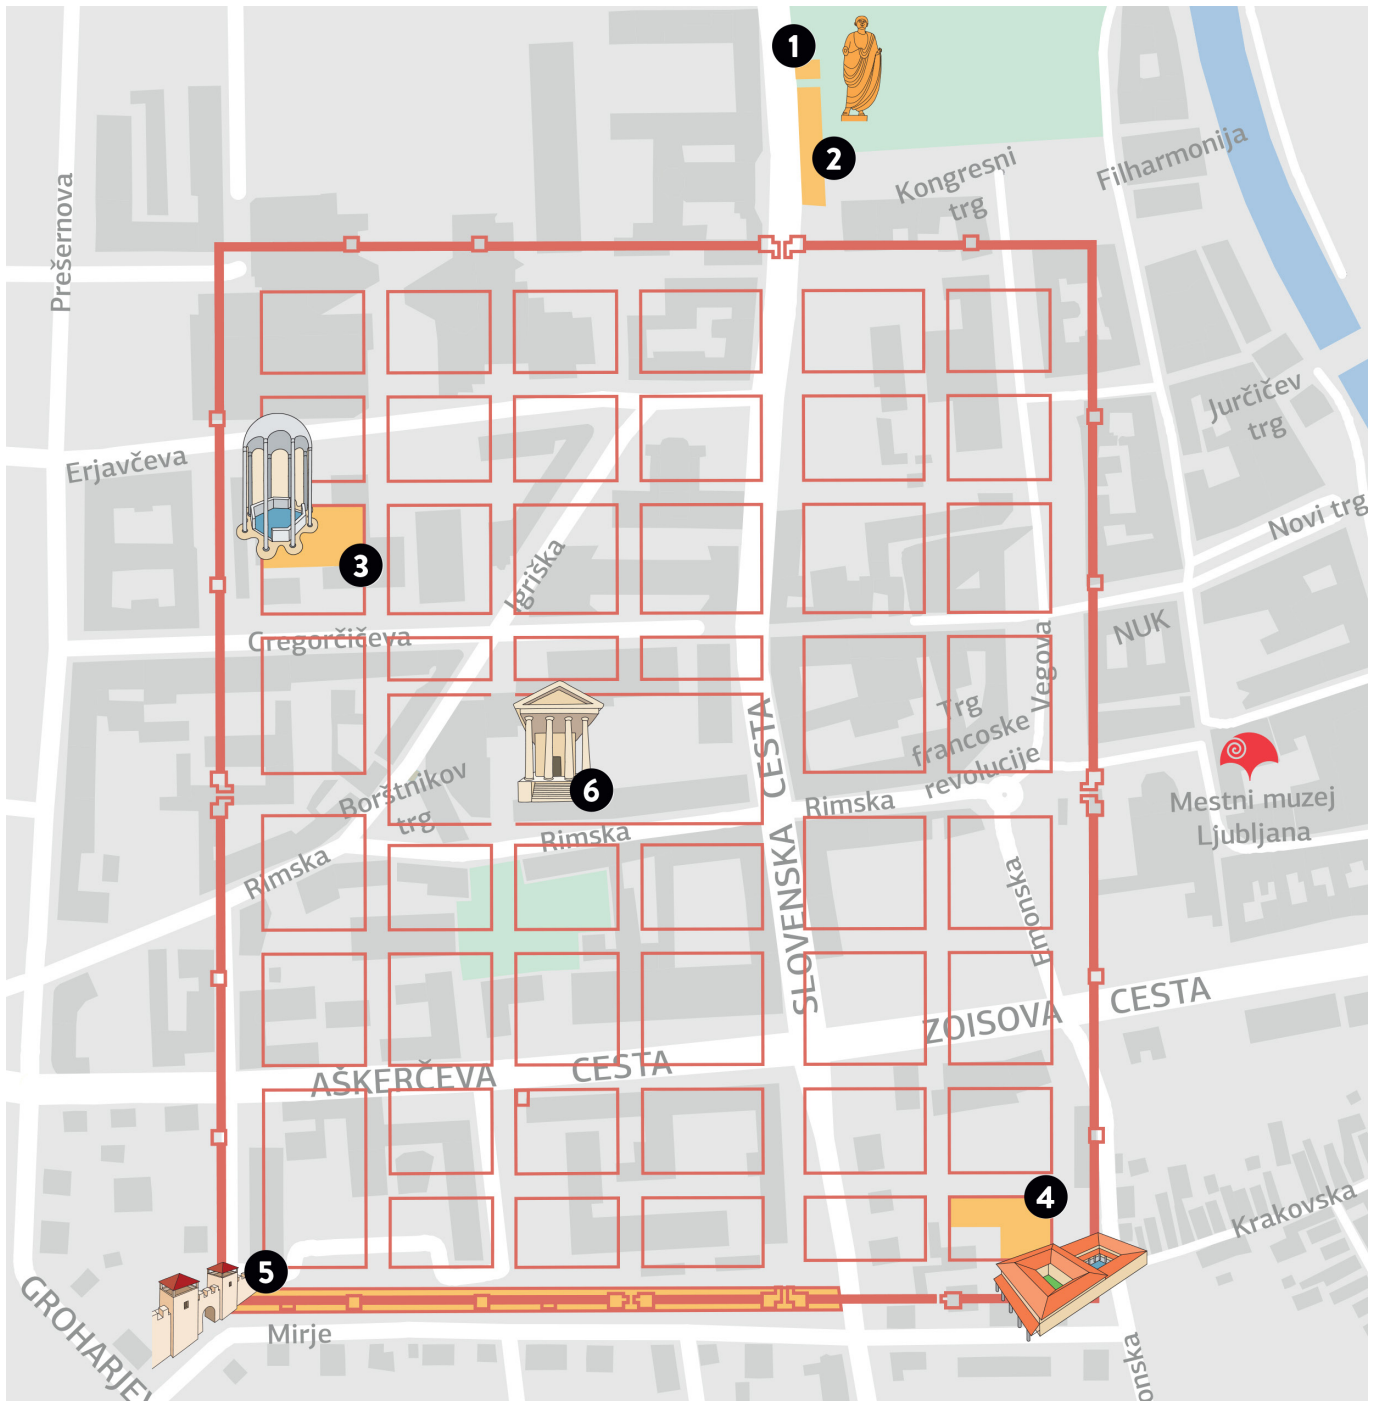 1
2
Kongresni
trg
Filharmonija
Prešernova
Jurčičev
trg
Erjavčeva
Novi trg
3
Igriška
Gregorčičeva
NUK
Vegova
Trg
francoske
revolucije
SLOVENSKA CESTA
Mestni muzej
Ljubljana
6
Borštnikov
trg
Rimska
Rimska
Rimska
Emonska
ZOISOVA CESTA
AŠKERČEVA CESTA
4
Krakovska
5
GROHARJEV
Mirje
onska